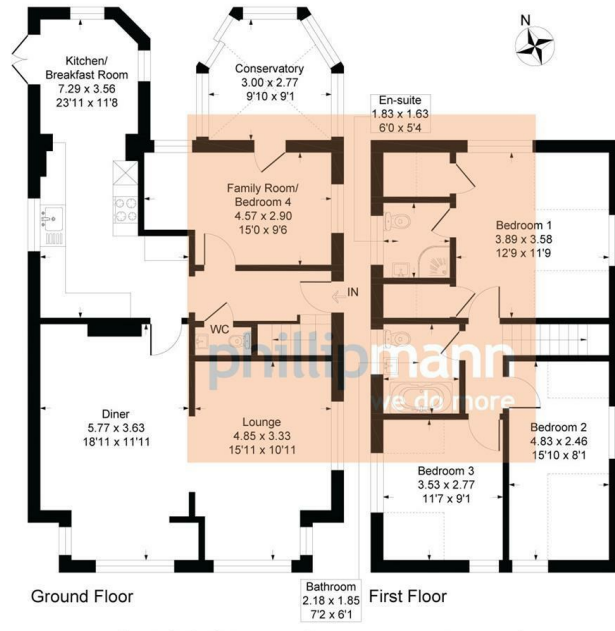 N
Kitchen/
Breakfast Room
7.29 x 3.56
23'11 x 11'8
Conservatory
3.00 x 2.77
9'10 x 9'1
En-suite
1.83 x 1.63
6'0 x 5'4
Family Room/
Bedroom 4
4.57 x 2.90
15'0 x 9'6
Bedroom 1
3.89 x 3.58
12'9 x 11'9
IN
WC
phillipmann
we do more
Diner
5.77 x 3.63
18'11 x 11'11
Lounge
4.85 x 3.33
15'11 x 10'11
Bedroom 2
4.83 x 2.46
15'10 x 8'1
Bedroom 3
3.53 x 2.77
11'7 x 9'1
Ground Floor
Bathroom
2.18 x 1.85
7'2 x 6'1
First Floor